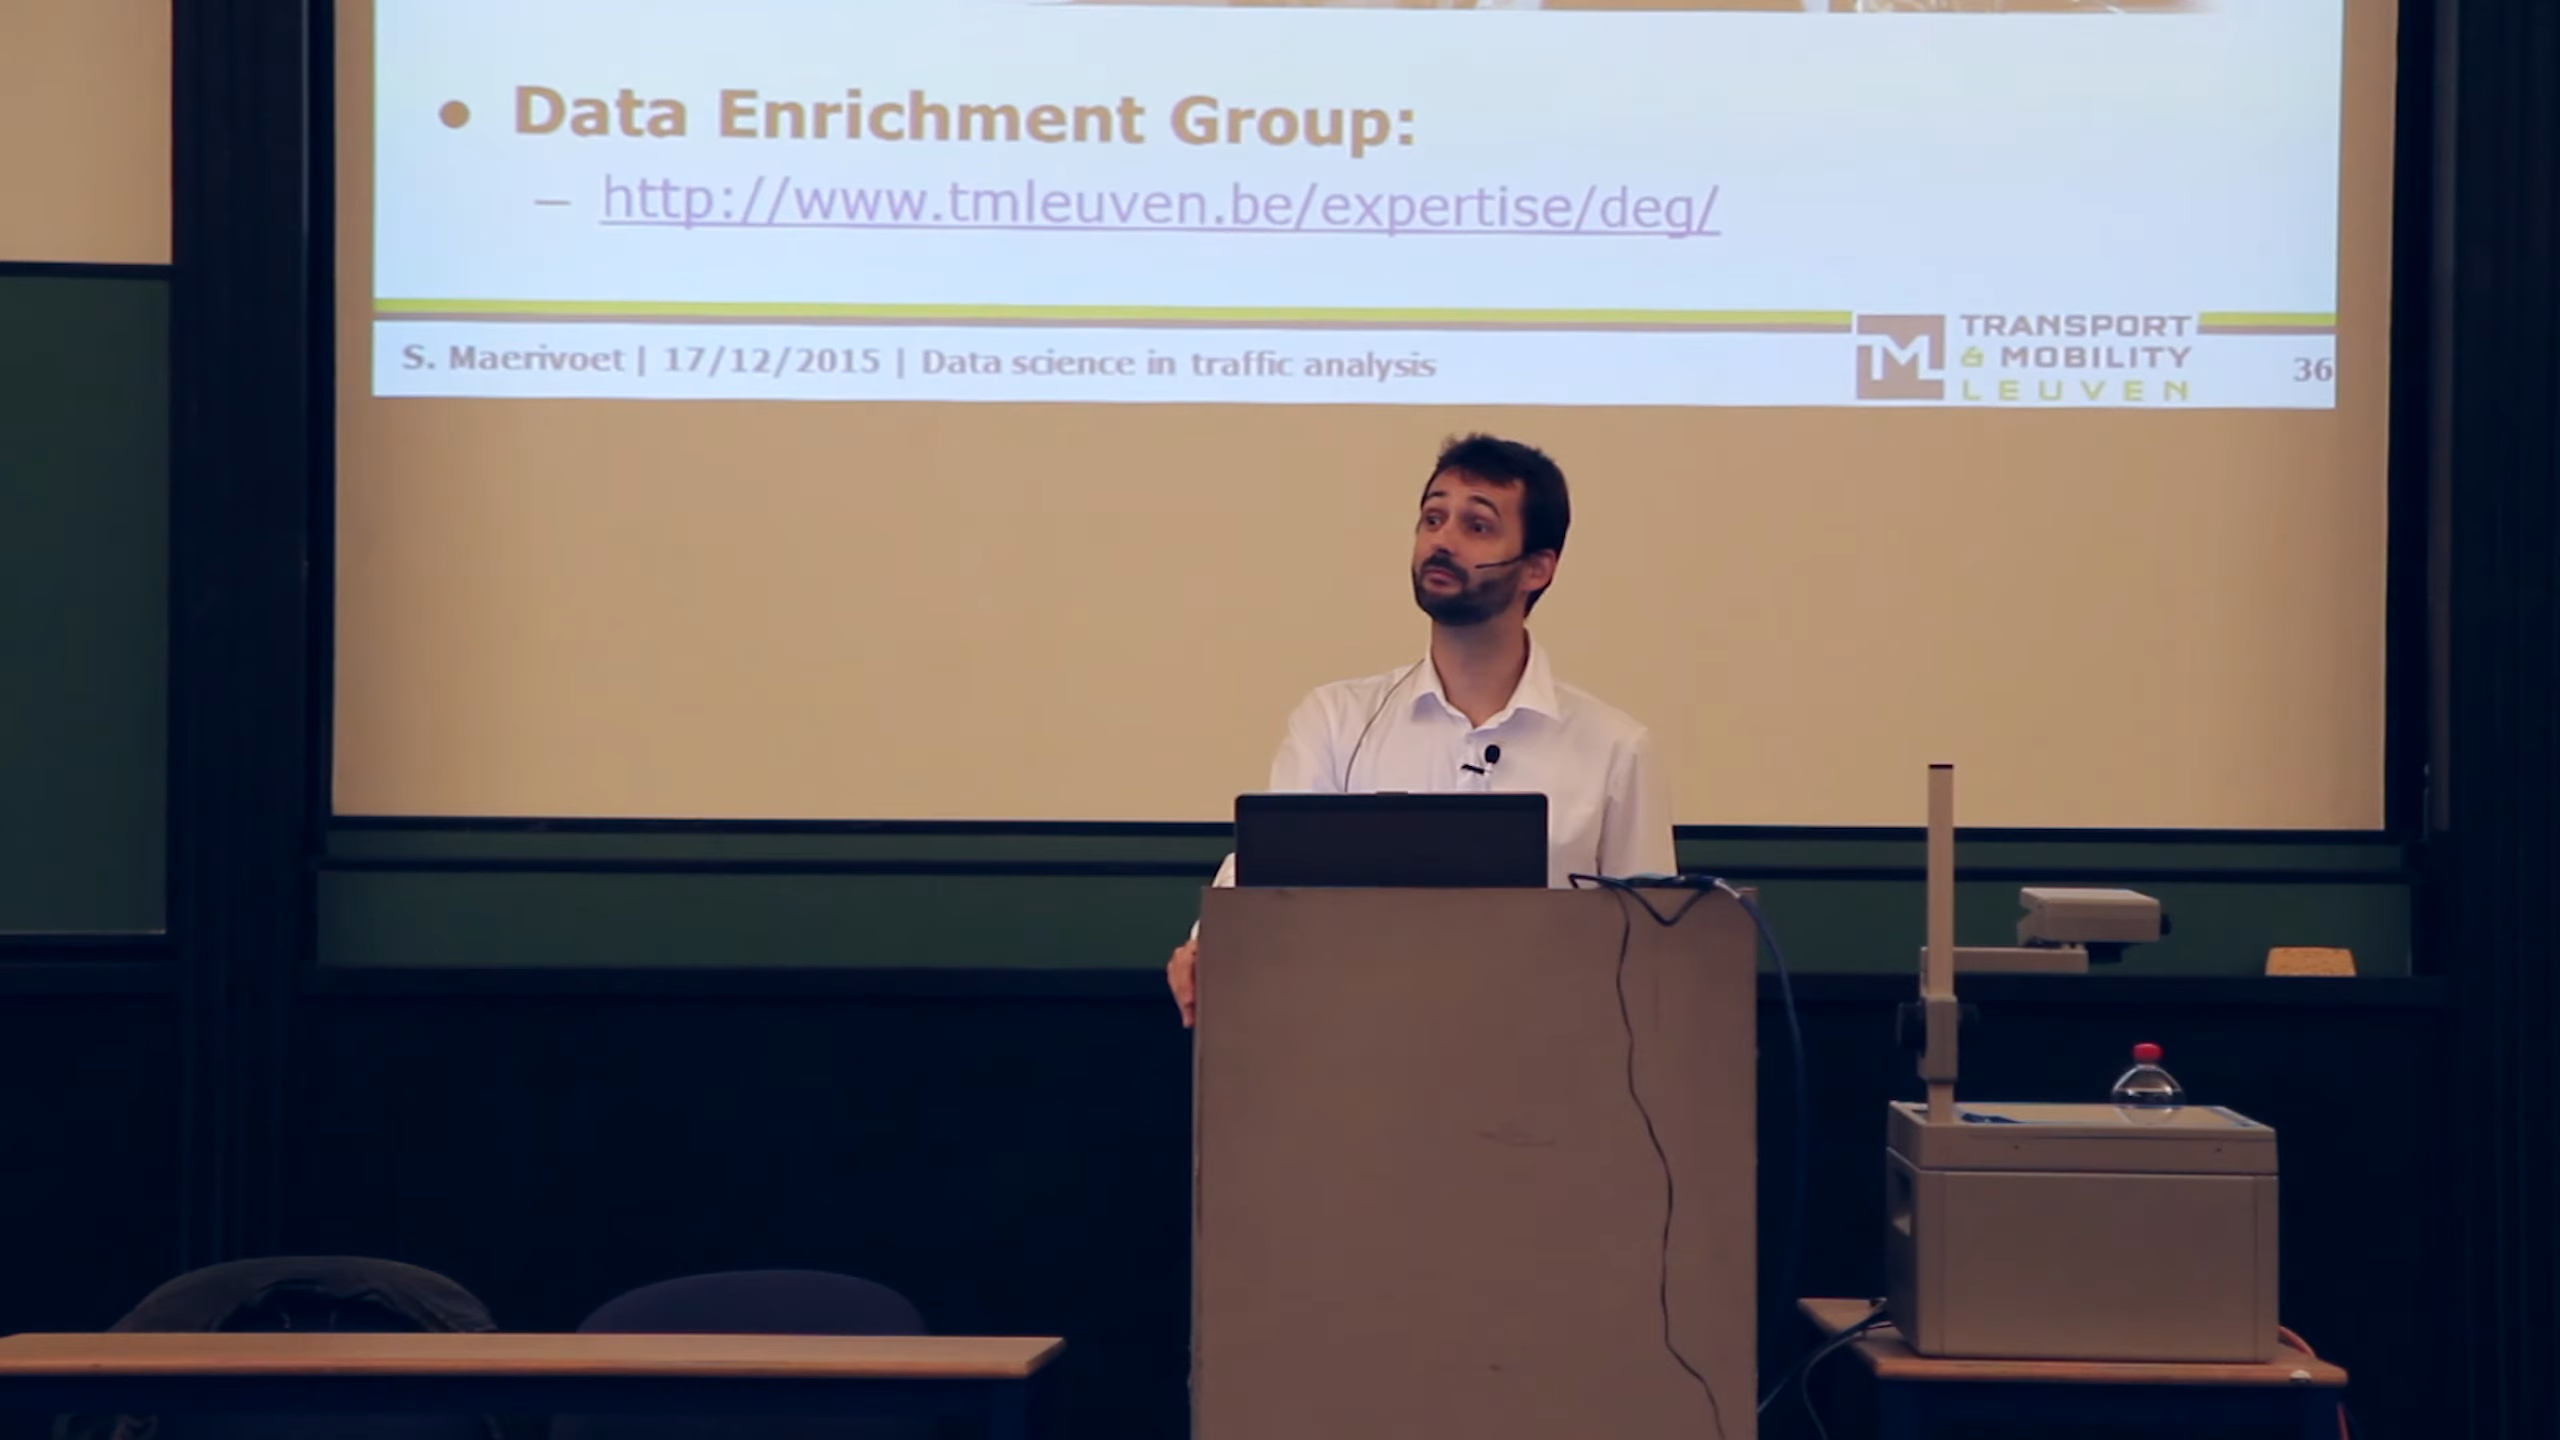 • Data Enrichment Group:
– http://www.tmleuven.be/expertise/deg/
S. Maerivoet | 17/12/2015 | Data science in traffic analysis
TML
TRANSPORT
& MOBILITY
LEUVEN
36